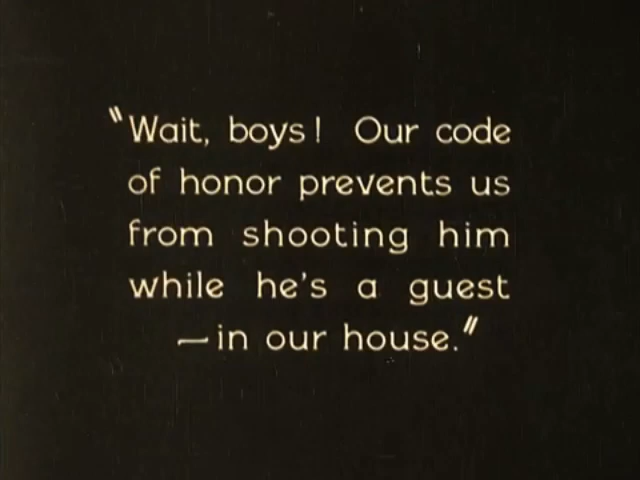 "Wait, boys! Our code
of honor prevents us
from shooting him
while he's a guest
—in our house."